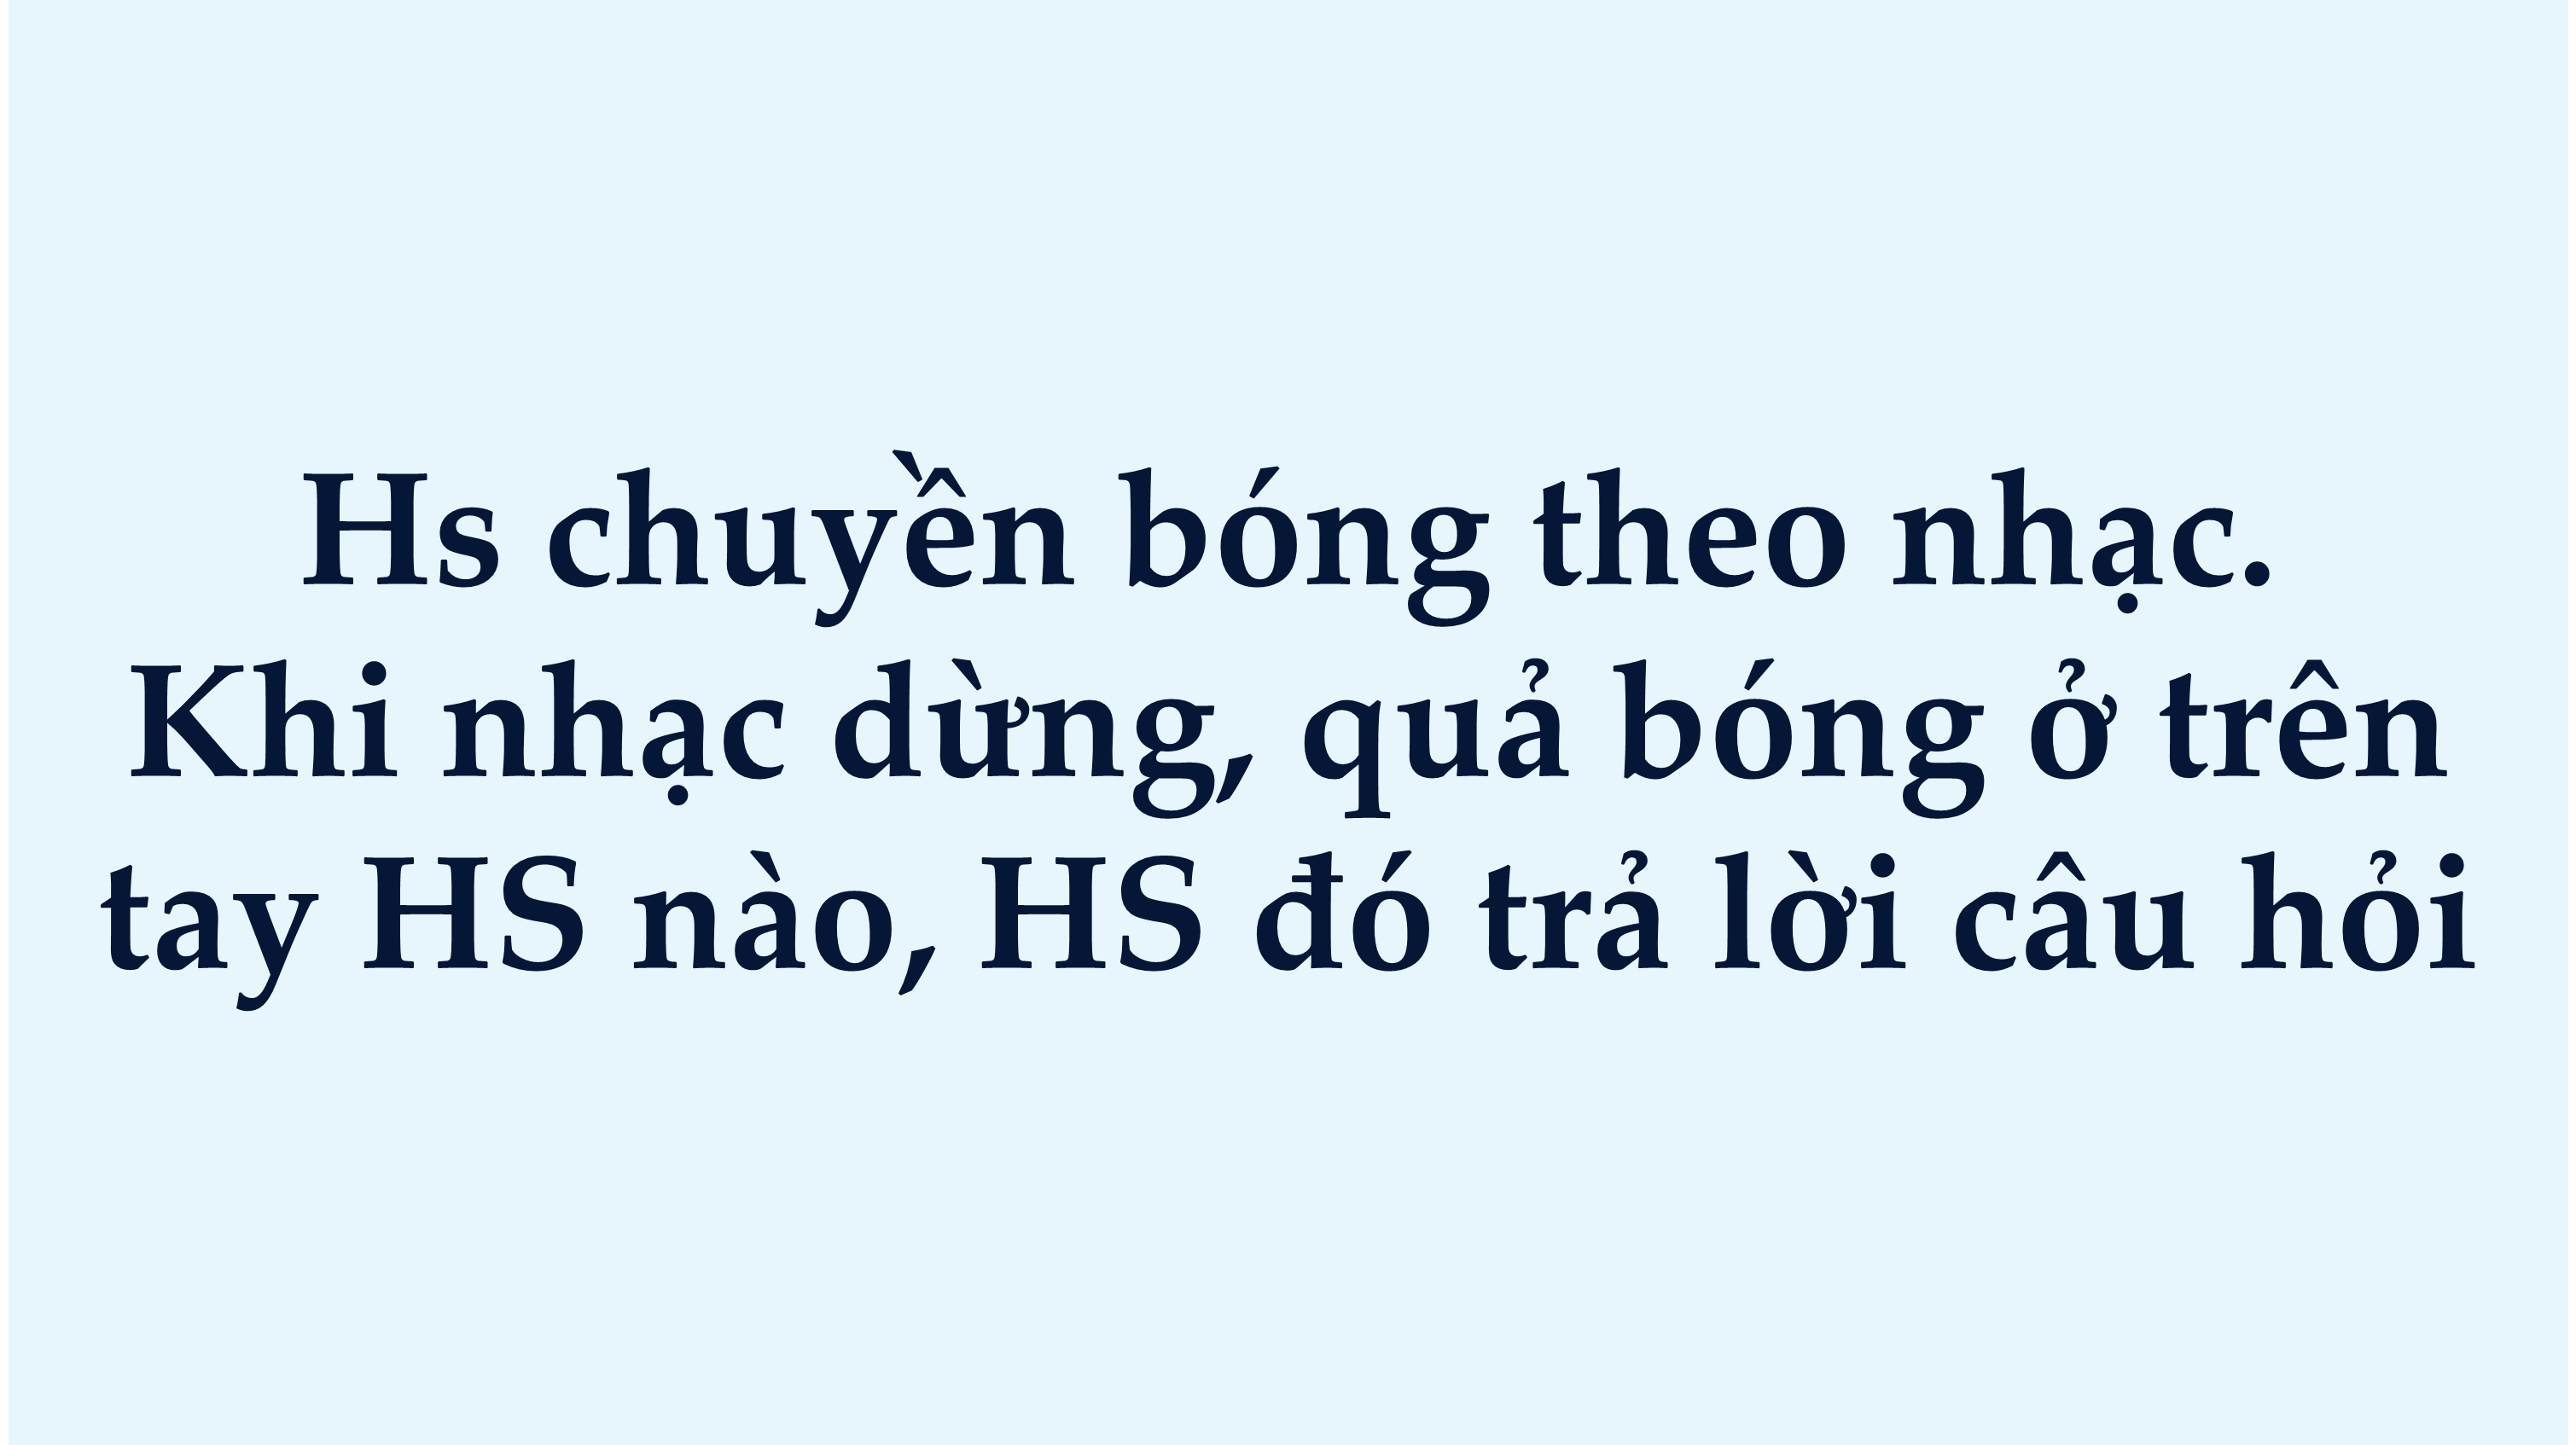 Hs chuyền bóng theo nhạc.
Khi nhạc dừng, quả bóng ở trên
tay HS nào, HS đó trả lời câu hỏi